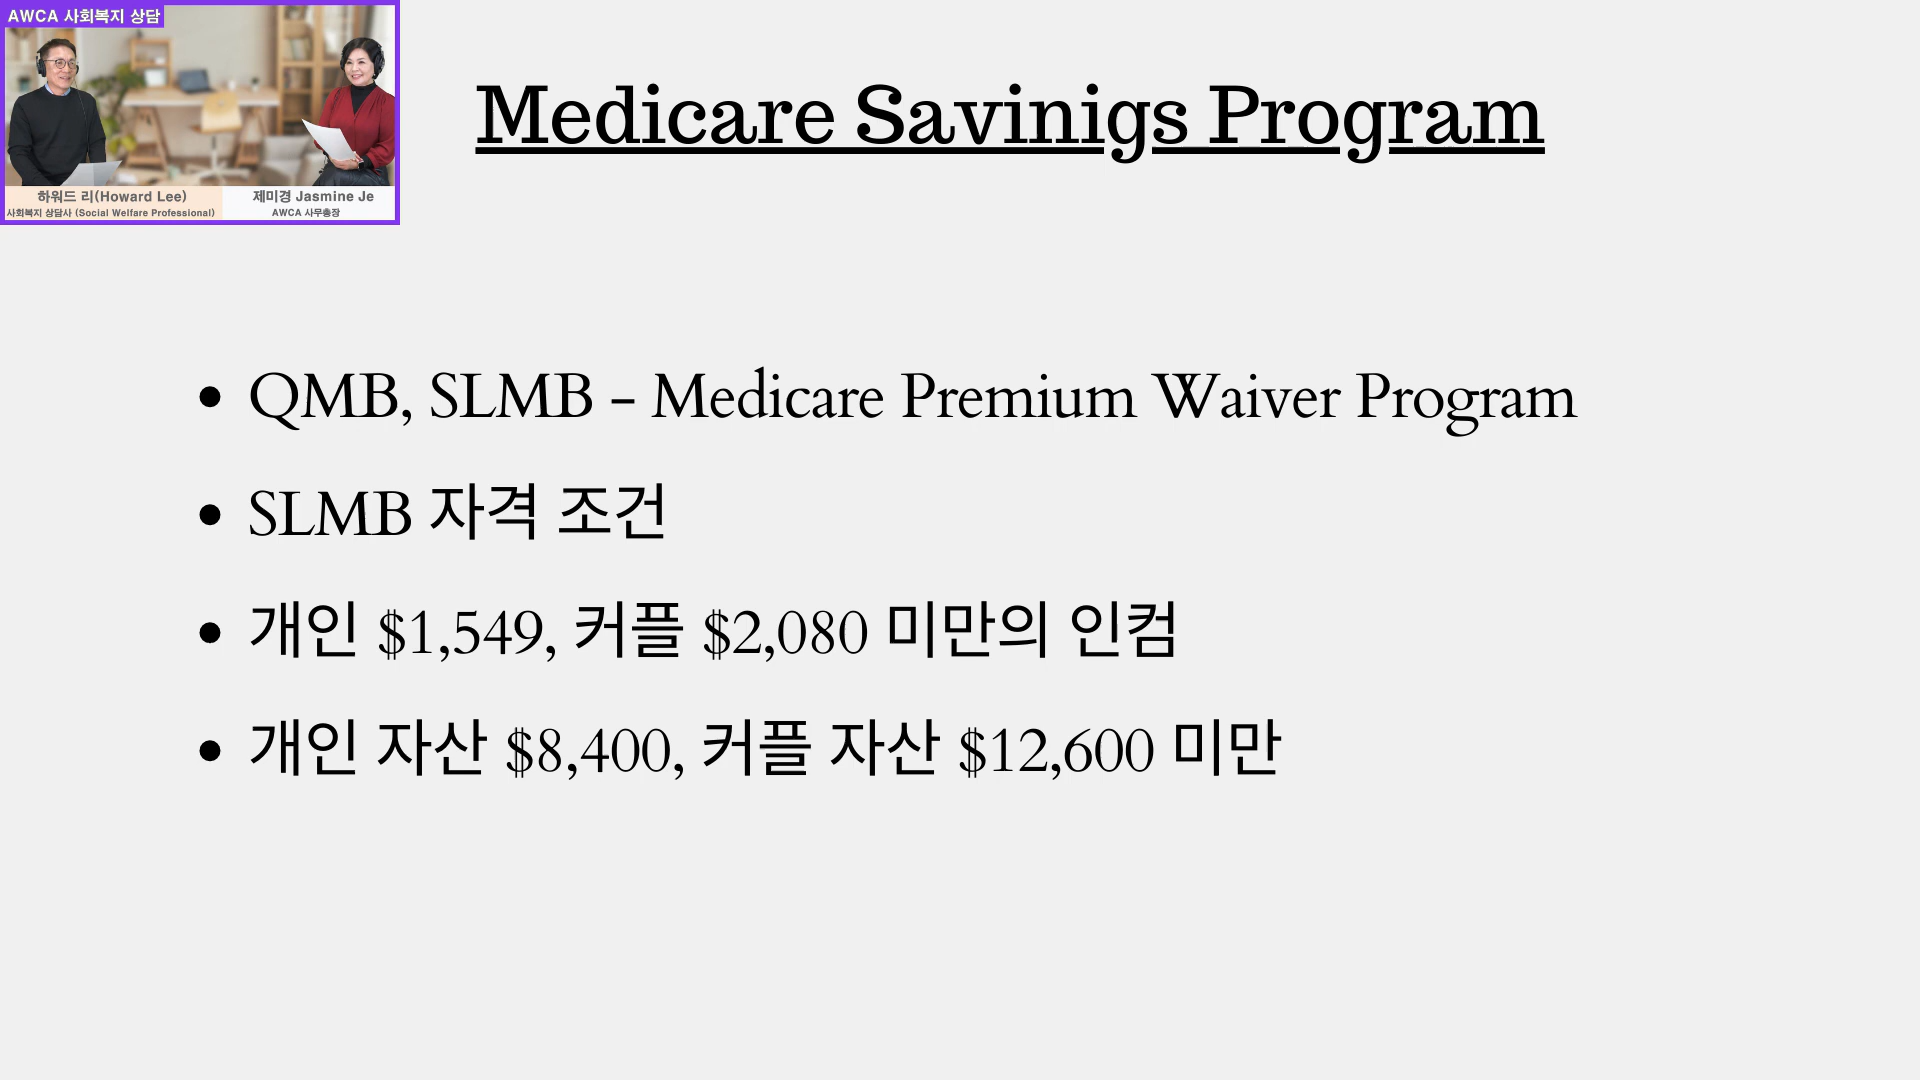 AWCA 사회복지 상담
하워드 리(Howard Lee)
사회복지 상담사 (Social Welfare Professional)
제미경 Jasmine Je
AWCA 사무총장
Medicare Savinigs Program
• QMB, SLMB - Medicare Premium Waiver Program
• SLMB 자격 조건
• 개인 $1,549, 커플 $2,080 미만의 인컴
• 개인 자산 $8,400, 커플 자산 $12,600 미만